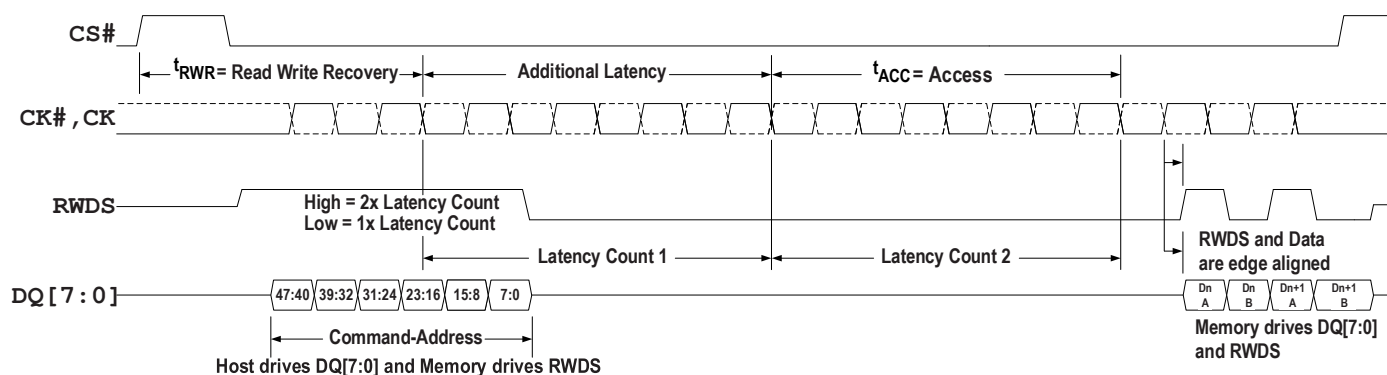 CS#
tRWR = Read Write Recovery
Additional Latency
tACC = Access
CK#,CK
RWDS
High = 2x Latency Count
Low = 1x Latency Count
Latency Count 1
Latency Count 2
RWDS and Data
are edge aligned
DQ[7:0]
47:40 39:32 31:24 23:16 15:8 7:0
Dn Dn Dn+1 Dn+1
A B A B
Command-Address
Host drives DQ[7:0] and Memory drives RWDS
Memory drives DQ[7:0]
and RWDS